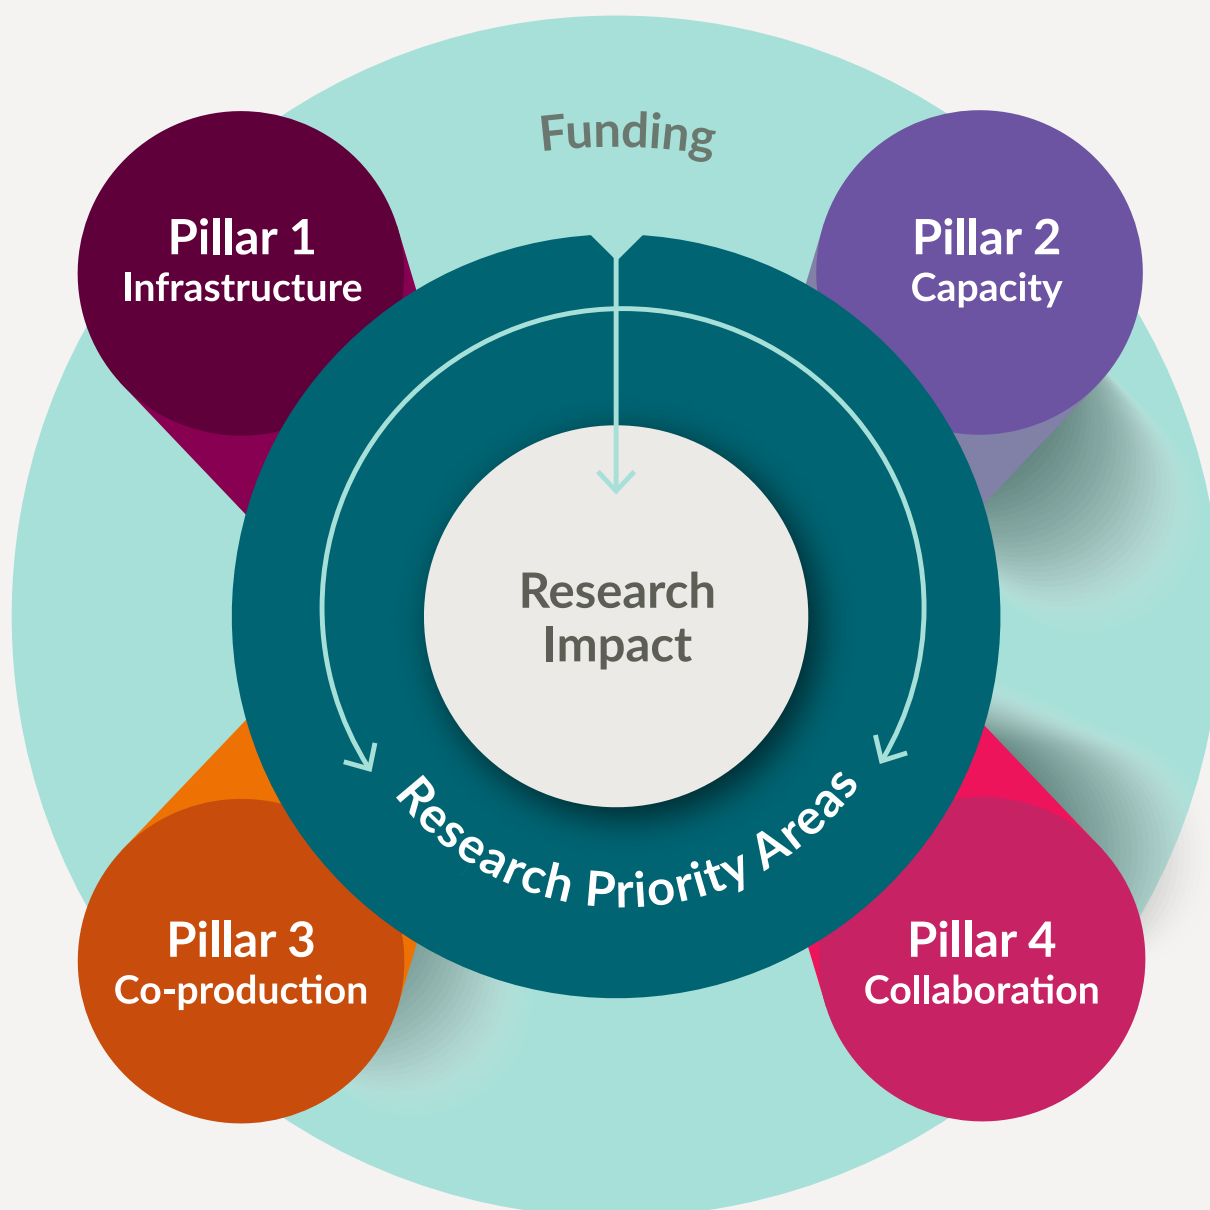 Funding
Pillar 1
Infrastructure
Pillar 2
Capacity
Research
Impact
Research Priority Areas
Pillar 3
Co-production
Pillar 4
Collaboration